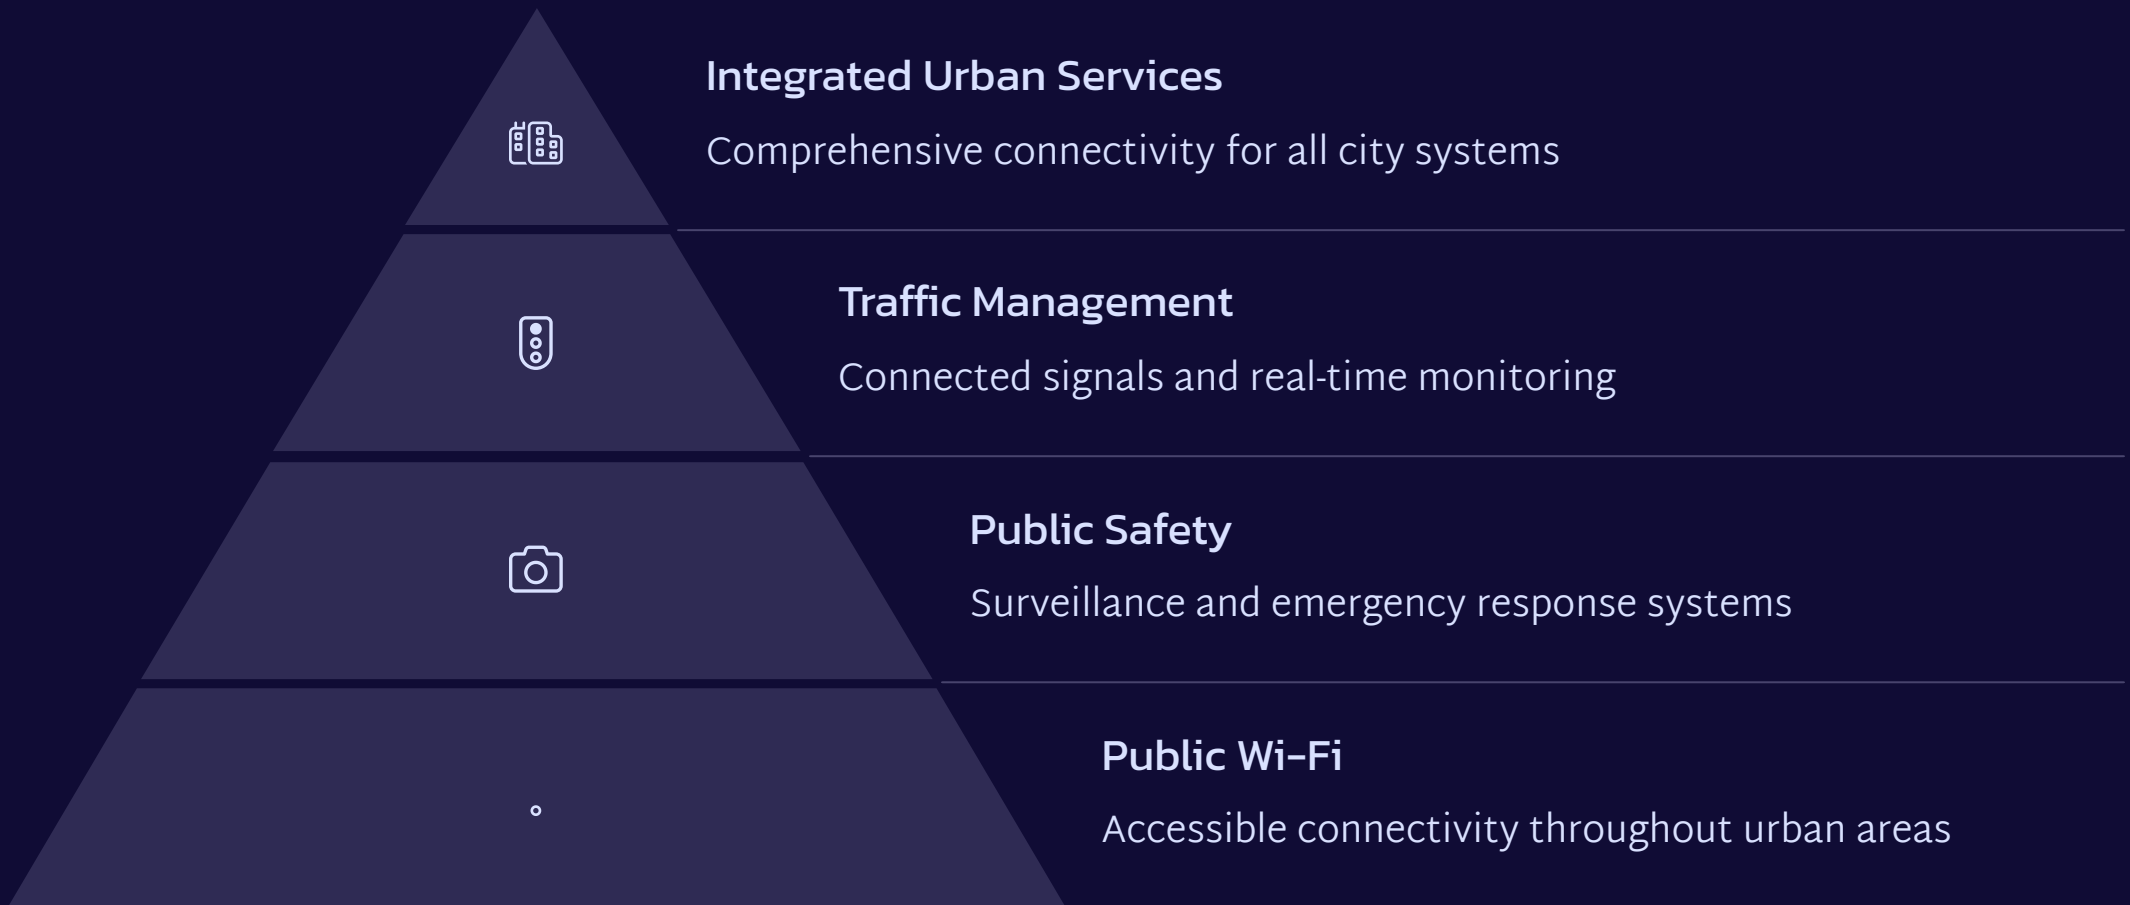 Integrated Urban Services
Comprehensive connectivity for all city systems
Traffic Management
Connected signals and real-time monitoring
Public Safety
Surveillance and emergency response systems
Public Wi-Fi
Accessible connectivity throughout urban areas